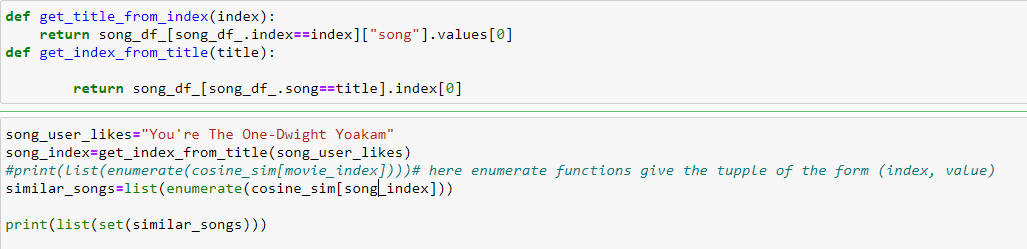 def get_title_from_index(index):
    return song_df_[song_df_.index==index]["song"].values[0]
def get_index_from_title(title):
        return song_df_[song_df_.song==title].index[0]
song_user_likes="You're The One-Dwight Yoakam"
song_index=get_index_from_title(song_user_likes)
#print(list(enumerate(cosine_sim[movie_index])))# here enumerate functions give the tupple of the form (index, value)
similar_songs=list(enumerate(cosine_sim[song_index]))
print(list(set(similar_songs)))